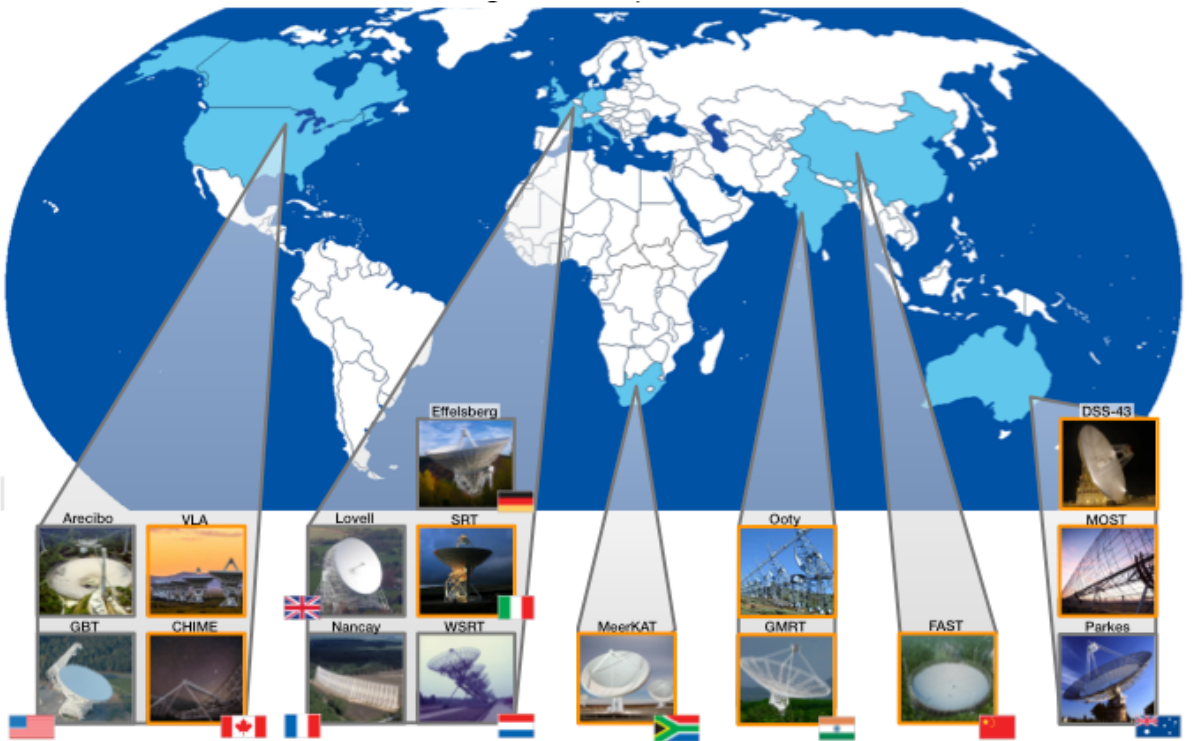 Effelsberg
DSS-43
Arecibo
VLA
Lovell
SRT
Ooty
MOST
GBT
CHIME
Nancay
WSRT
MeerKAT
GMRT
FAST
Parkes